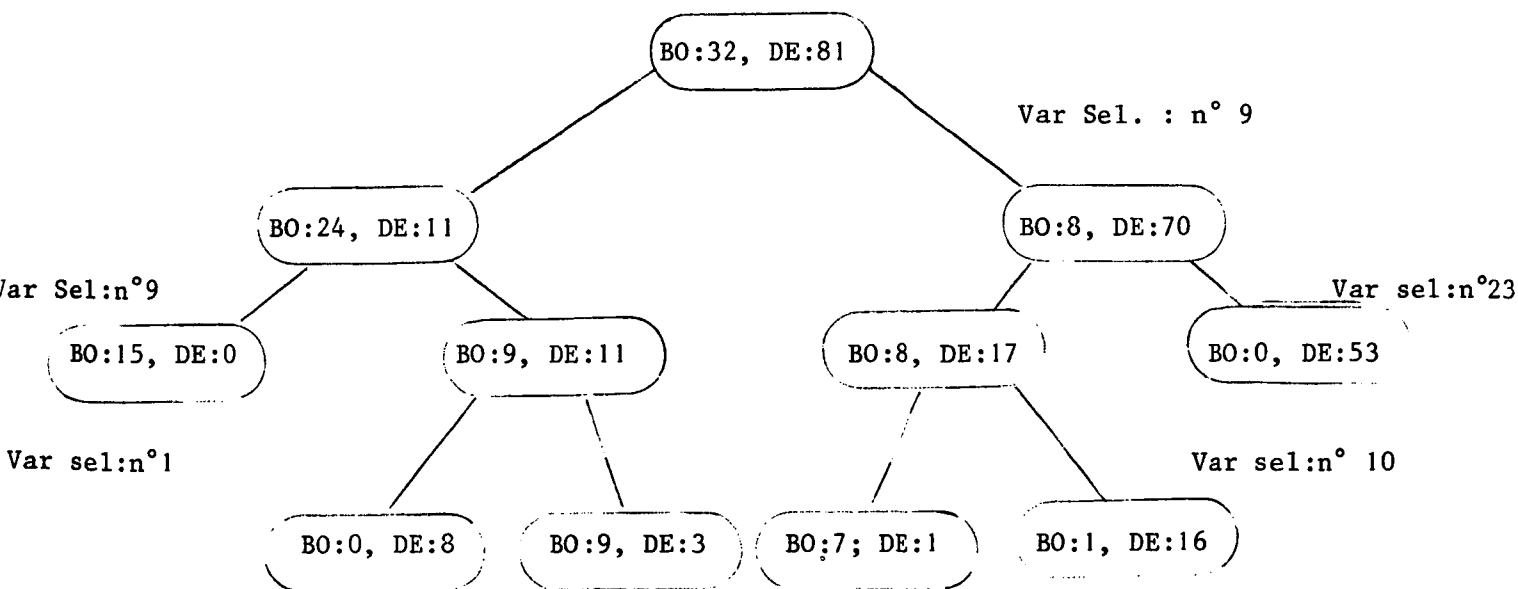 BO:32, DE:81
Var Sel. : n° 9
BO:24, DE:11
BO:8, DE:70
Var Sel:n°9
Var sel:n°23
BO:15, DE:0
BO:9, DE:11
BO:8, DE:17
BO:0, DE:53
Var sel:n°1
Var sel:n° 10
BO:0, DE:8
BO:9, DE:3
BO:7; DE:1
BO:1, DE:16